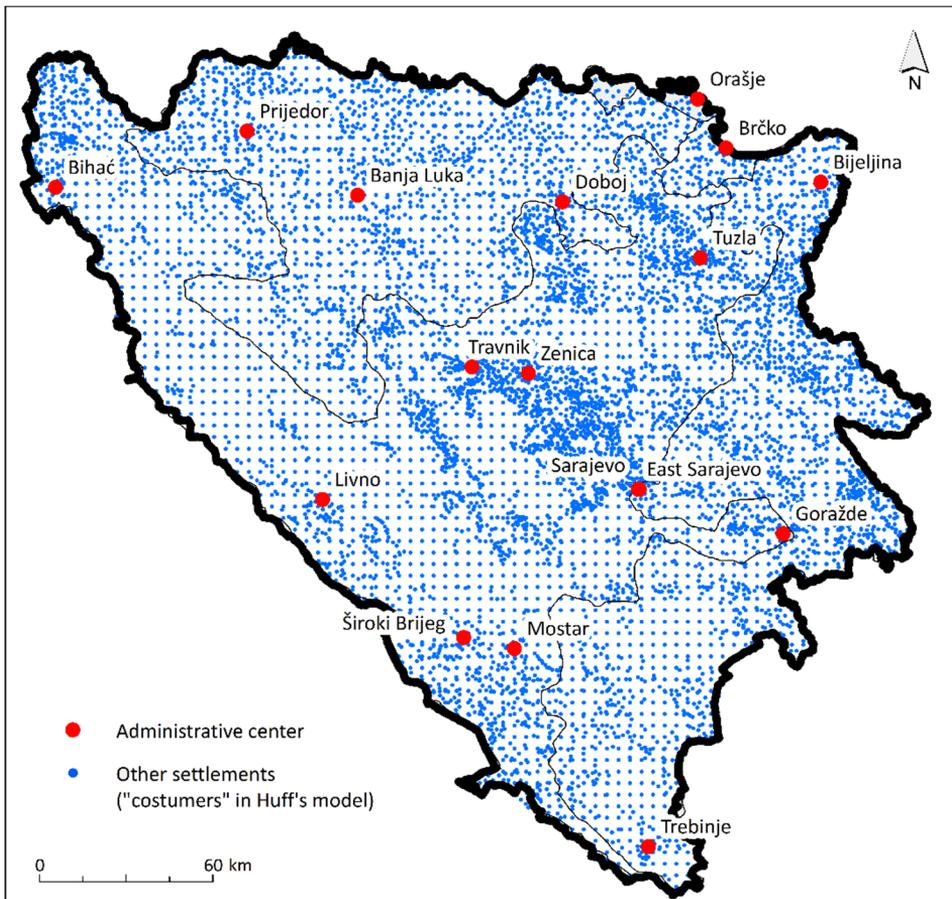 Orašje
N
Prijedor
Brčko
Bihać
Banja Luka
Doboj
Bijeljina
Tuzla
Travnik
Zenica
Sarajevo
East Sarajevo
Livno
Goražde
Široki Brijeg
Mostar
Administrative center
Other settlements
("costumers" in Huff's model)
Trebinje
0 60 km